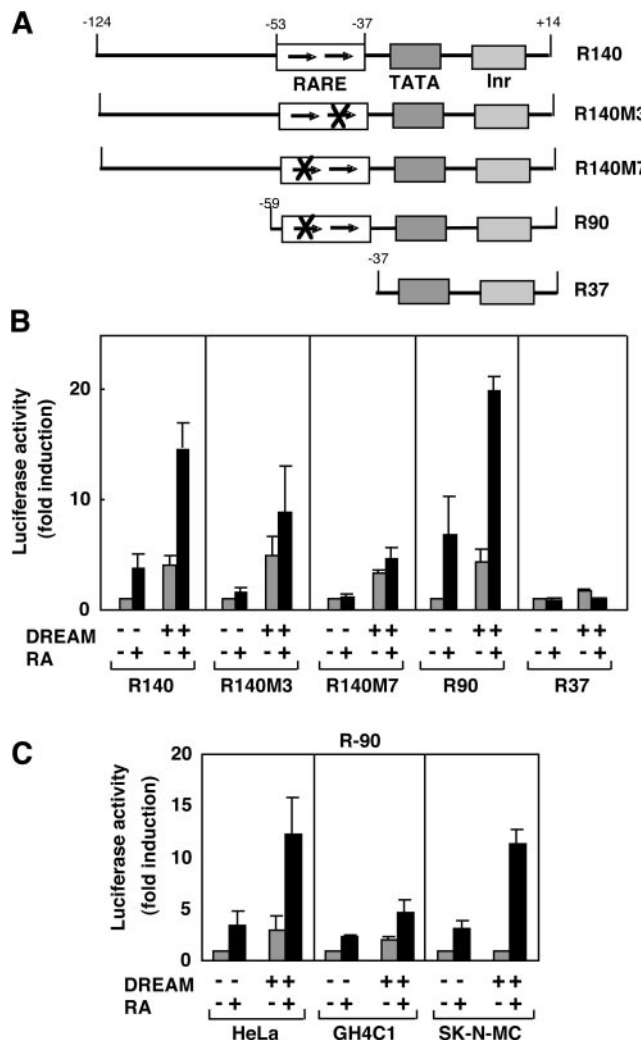 A
-124 -53 -37 +14
R140
RARE TATA Inr
R140M3
R140M7
-59
R90
-37
R37
B
Luciferase activity
(fold induction)
20
10
0
DREAM - - + + - - + + - - + + - - + + - - + +
RA - + - + - + - + - + - + - + - + - + - +
R140 R140M3 R140M7 R90 R37
C
R-90
Luciferase activity
(fold induction)
20
15
10
5
0
DREAM - - + + - - + + - - + +
RA - + - + - + - + - + - +
HeLa GH4C1 SK-N-MC